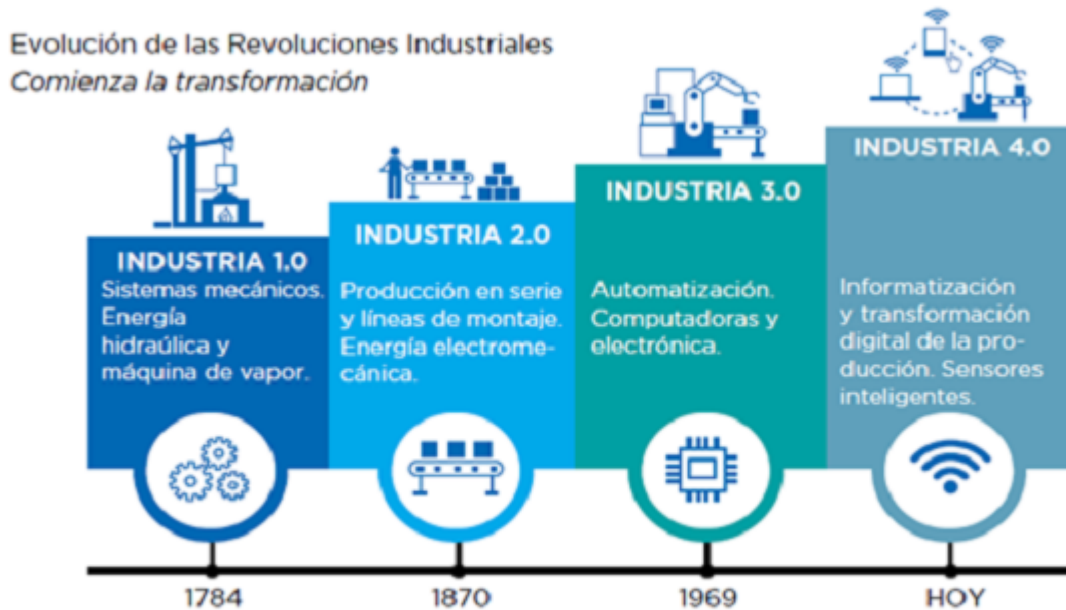 Evolución de las Revoluciones Industriales
Comienza la transformación
INDUSTRIA 1.0
Sistemas mecánicos.
Energía
hidraúlica y
máquina de vapor.
INDUSTRIA 2.0
Producción en serie
y líneas de montaje.
Energía electrome-
cánica.
INDUSTRIA 3.0
Automatización.
Computadoras y
electrónica.
INDUSTRIA 4.0
Informatización
y transformación
digital de la pro-
ducción. Sensores
inteligentes.
1784
1870
1969
HOY